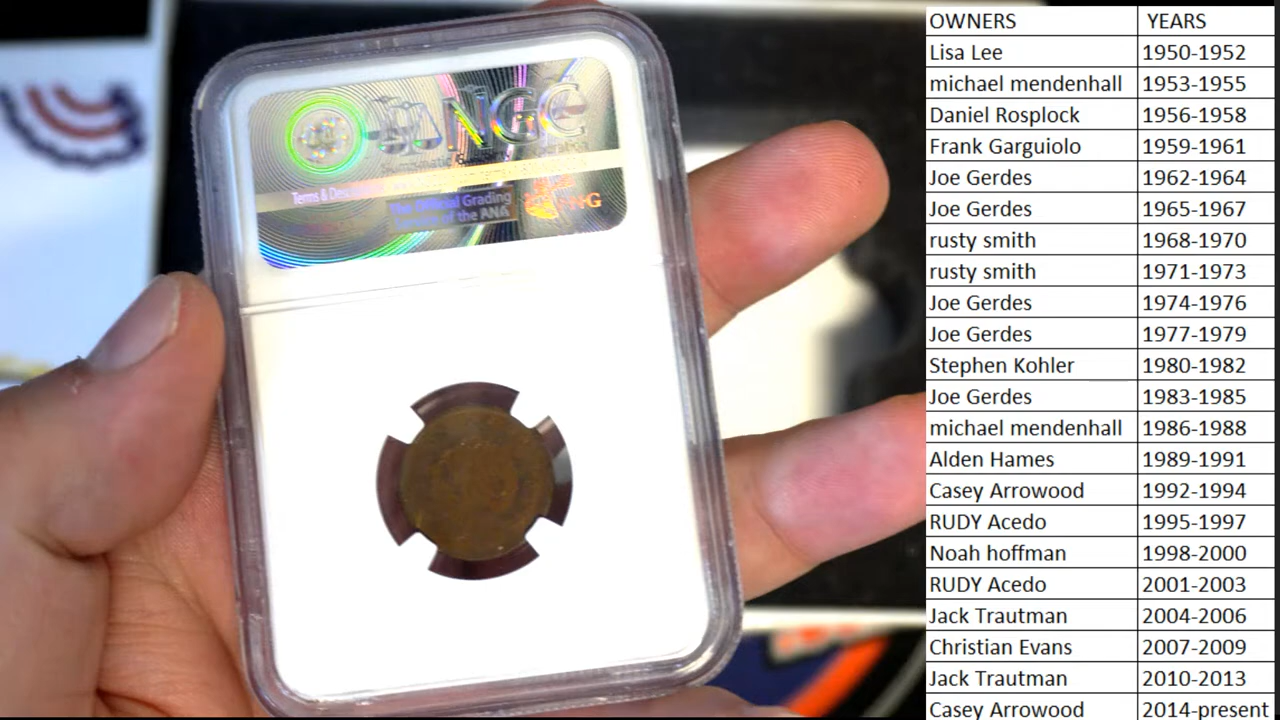 NGC
Terms & Des
The Official Grading
Service of the ANA
OWNERS YEARS
Lisa Lee 1950-1952
michael mendenhall 1953-1955
Daniel Rosplock 1956-1958
Frank Garguiolo 1959-1961
Joe Gerdes 1962-1964
Joe Gerdes 1965-1967
rusty smith 1968-1970
rusty smith 1971-1973
Joe Gerdes 1974-1976
Joe Gerdes 1977-1979
Stephen Kohler 1980-1982
Joe Gerdes 1983-1985
michael mendenhall 1986-1988
Alden Hames 1989-1991
Casey Arrowood 1992-1994
RUDY Acedo 1995-1997
Noah hoffman 1998-2000
RUDY Acedo 2001-2003
Jack Trautman 2004-2006
Christian Evans 2007-2009
Jack Trautman 2010-2013
Casey Arrowood 2014-present